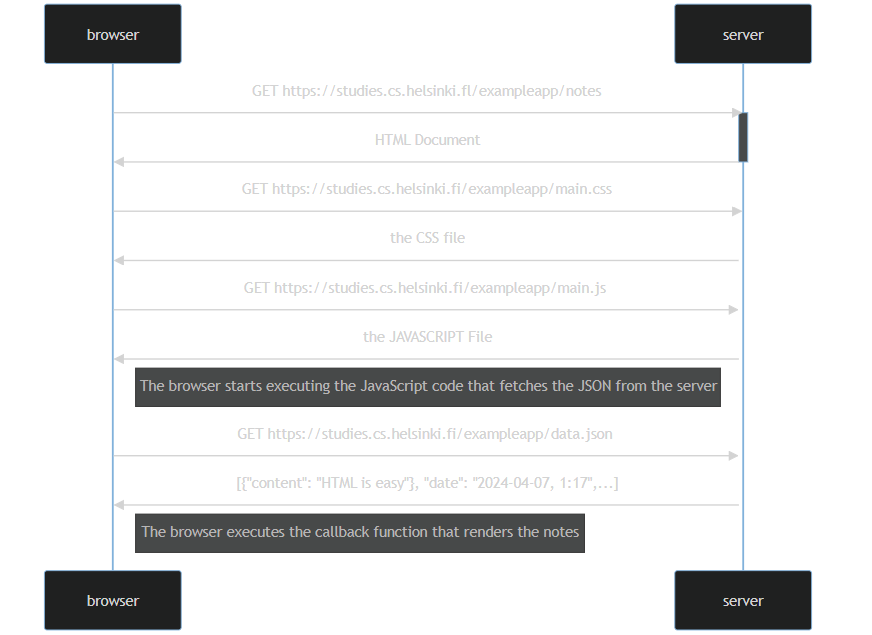 browser
server
GET https://studies.cs.helsinki.fl/exampleapp/notes
HTML Document
GET https://studies.cs.helsinki.fi/exampleapp/main.css
the CSS file
GET https://studies.cs.helsinki.fi/exampleapp/main.js
the JAVASCRIPT File
The browser starts executing the JavaScript code that fetches the JSON from the server
GET https://studies.cs.helsinki.fi/exampleapp/data.json
[{"content": "HTML is easy"}, "date": "2024-04-07, 1:17",...]
The browser executes the callback function that renders the notes
browser
server